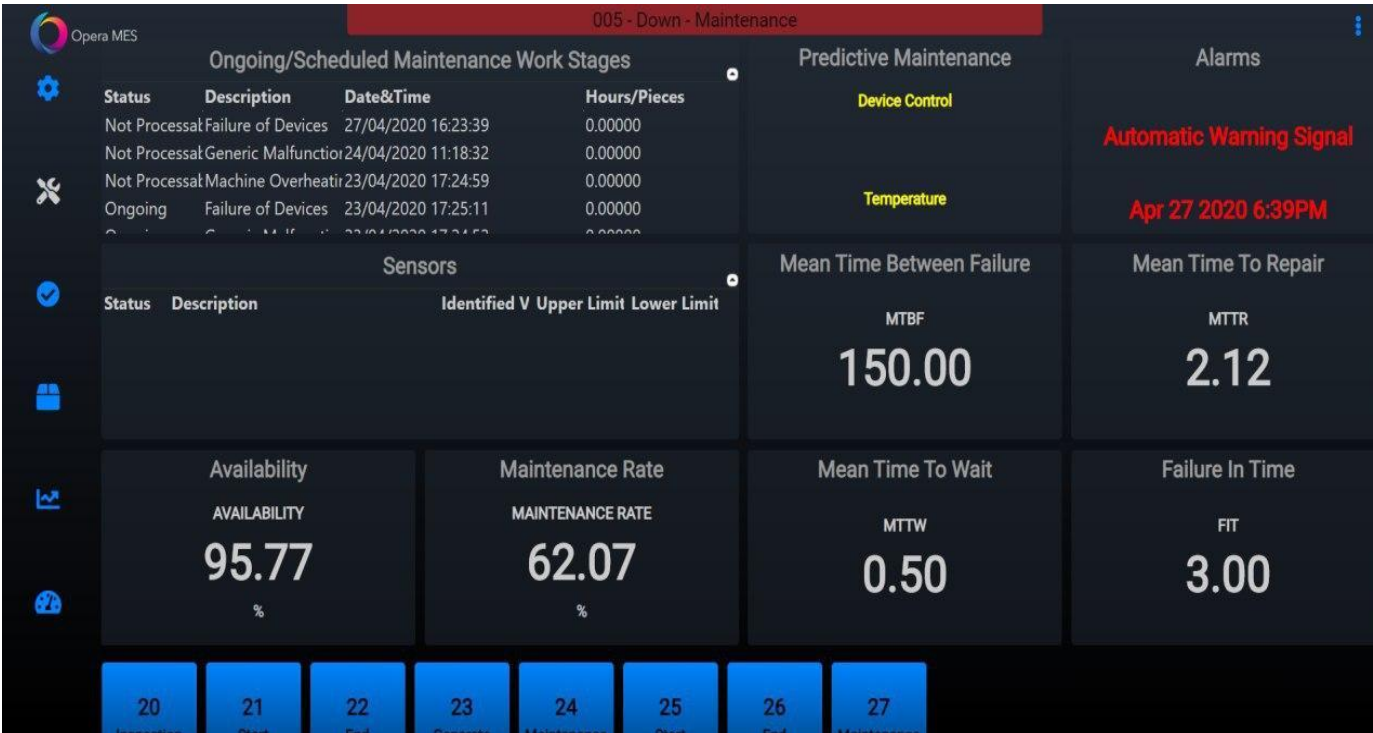 005 - Down - Maintenance
Opera MES
Ongoing/Scheduled Maintenance Work Stages
Status Description Date&Time Hours/Pieces
Not Processab Failure of Devices 27/04/2020 16:23:39 0.00000
Not Processab Generic Malfunction 24/04/2020 11:18:32 0.00000
Not Processab Machine Overheatin 23/04/2020 17:24:59 0.00000
Ongoing Failure of Devices 23/04/2020 17:25:11 0.00000
Predictive Maintenance
Device Control
Temperature
Alarms
Automatic Warning Signal
Apr 27 2020 6:39PM
Sensors
Status Description Identified V Upper Limit Lower Limit
Mean Time Between Failure
MTBF
150.00
Mean Time To Repair
MTTR
2.12
Availability
AVAILABILITY
95.77
%
Maintenance Rate
MAINTENANCE RATE
62.07
%
Mean Time To Wait
MTTW
0.50
Failure In Time
FIT
3.00
20 21 22 23 24 25 26 27